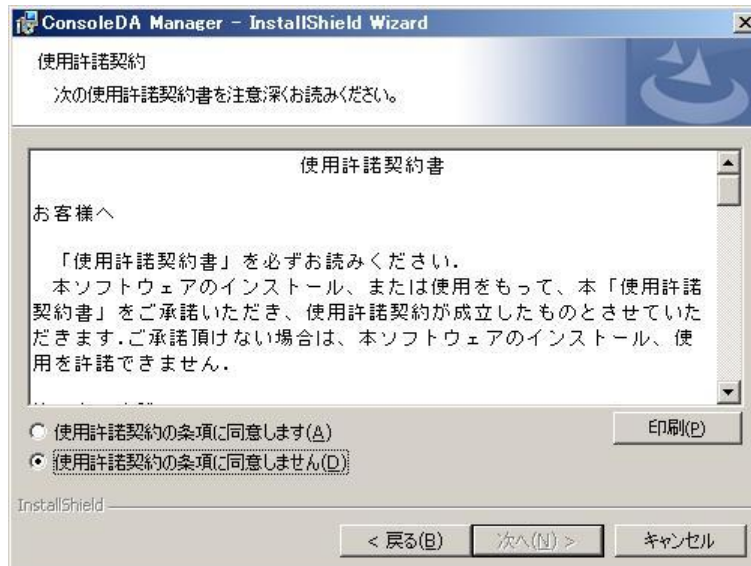 ConsoleDA Manager - InstallShield Wizard
使用許諾契約
次の使用許諾契約書を注意深くお読みください。
使用許諾契約書
お客様へ
「使用許諾契約書」を必ずお読みください.
本ソフトウェアのインストール、または使用をもって、本「使用許諾
契約書」をご承諾いただき、使用許諾契約が成立したものとさせていた
だきます.ご承諾頂けない場合は、本ソフトウェアのインストール、使
用を許諾できません.
使用許諾契約の条項に同意します(A)
印刷(P)
使用許諾契約の条項に同意しません(D)
InstallShield
< 戻る(B)
次へ(N) >
キャンセル